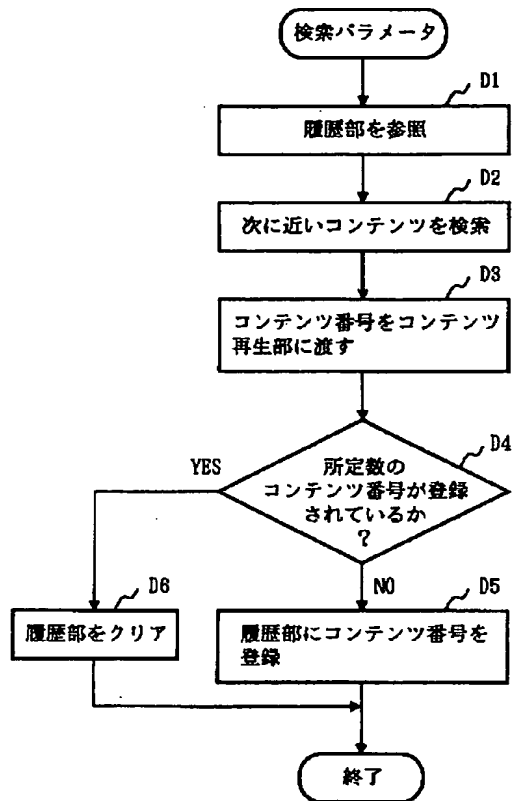 検索パラメータ
D1
履歴部を参照
D2
次に近いコンテンツを検索
D3
コンテンツ番号をコンテンツ
再生部に渡す
D4
所定数の
コンテンツ番号が登録
されているか
?
YES
NO
D6
履歴部をクリア
D5
履歴部にコンテンツ番号を
登録
終了